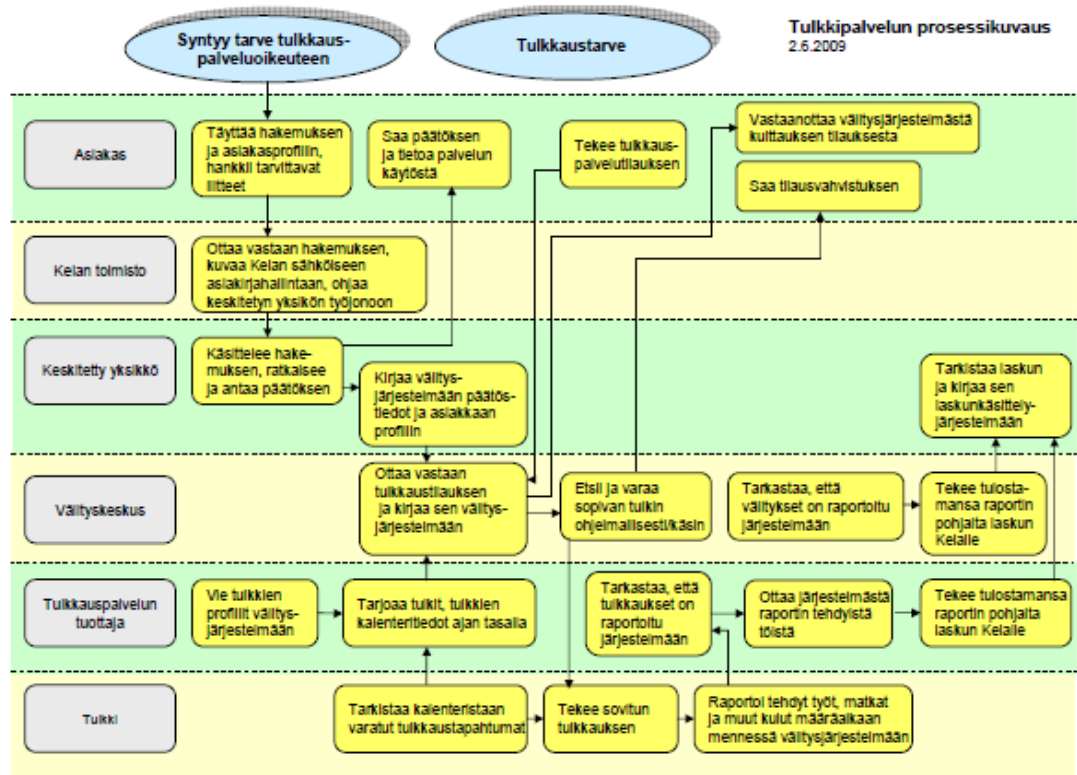 Syntyy tarve tulkkaus-
palveluoikeuteen
Tulkkaustarve
Tulkkipalvelun prosessikuvaus
2.6.2009
Asiakas
Täyttää hakemuksen
ja asiakasprofiilin,
hankkii tarvittavat
liitteet
Saa päätöksen
ja tietoa palvelun
käytöstä
Tekee tulkkaus-
palvelutilauksen
Vastaanottaa välitysjärjestelmästä
kuittauksen tilauksesta
Saa tilausvahvistuksen
Kelan toimisto
Ottaa vastaan hakemuksen,
kuvaa Kelan sähköiseen
asiakirjahallintaan, ohjaa
keskitetyn yksikön työjonoon
Keskitetty yksikkö
Käsittelee hake-
muksen, ratkaisee
ja antaa päätöksen
Kirjaa välitys-
järjestelmään päätös-
tiedot ja asiakkaan
profiilin
Tarkistaa laskun
ja kirjaa sen
laskunkäsittely-
järjestelmään
Välityskeskus
Ottaa vastaan
tulkkaustilauksen
ja kirjaa sen välitys-
järjestelmään
Etsii ja varaa
sopivan tulkin
ohjelmallisesti/käsin
Tarkastaa, että
välitykset on raportoitu
järjestelmään
Tekee tulosta-
mansa raportin
pohjalta laskun
Kelalle
Tulkkauspalvelun
tuottaja
Vie tulkkien
profiilit välitys-
järjestelmään
Tarjoaa tulkit, tulkkien
kalenteritiedot ajan tasalla
Tarkastaa, että
tulkkaukset on
raportoitu
järjestelmään
Ottaa järjestelmästä
raportin tehdyistä
töistä
Tekee tulostamansa
raportin pohjalta
laskun Kelalle
Tulkki
Tarkistaa kalenteristaan
varatut tulkkaustapahtumat
Tekee sovitun
tulkkauksen
Raportoi tehdyt työt, matkat
ja muut kulut määräaikaan
mennessä välitysjärjestelmään